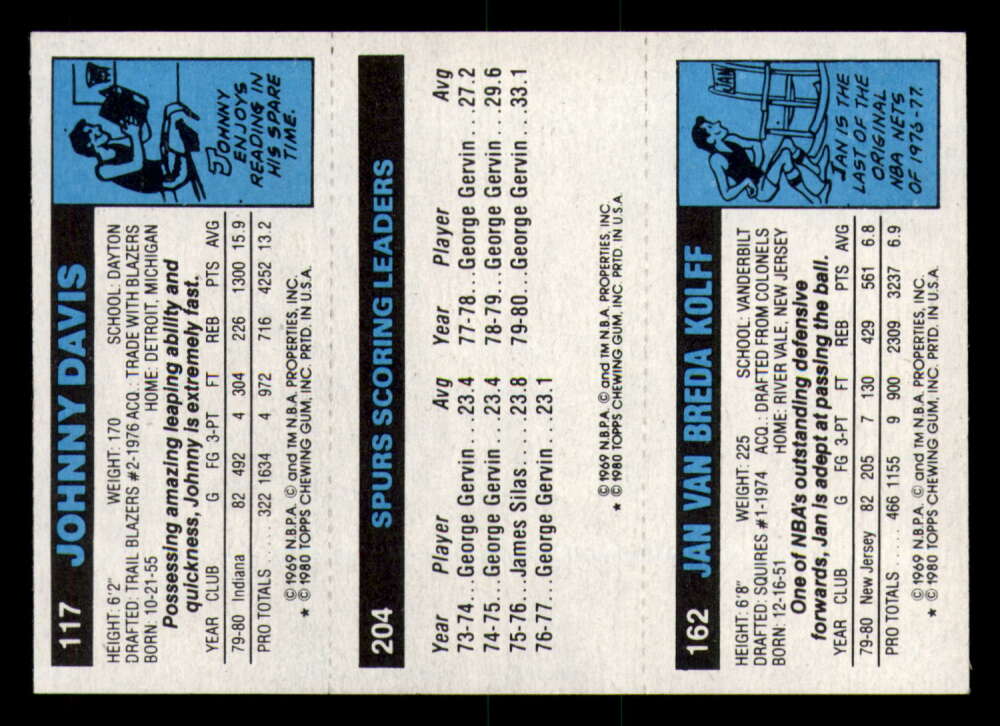 117 JOHNNY DAVIS
HEIGHT: 6'2" WEIGHT: 170 SCHOOL: DAYTON
DRAFTED: TRAIL BLAZERS #2-1976 ACQ.: TRADE WITH BLAZERS
BORN: 10-21-55 HOME: DETROIT, MICHIGAN
Possessing amazing leaping ability and
quickness, Johnny is extremely fast.
YEAR CLUB G FG 3-PT FT REB PTS AVG
79-80 Indiana 82 492 4 304 226 1300 15.9
PRO TOTALS ..... 322 1634 4 972 716 4252 13.2
© 1969 N.B.P.A. © and TM N.B.A. PROPERTIES, INC.
★ © 1980 TOPPS CHEWING GUM, INC. PRTD. IN U.S.A.
JOHNNY
ENJOYS
READING IN
HIS SPARE
TIME.
204 SPURS SCORING LEADERS
Year Player Avg Year Player Avg
73-74...George Gervin....23.4 77-78...George Gervin....27.2
74-75...George Gervin....23.4 78-79...George Gervin....29.6
75-76...James Silas....23.8 79-80...George Gervin....33.1
76-77...George Gervin....23.1
© 1969 N.B.P.A. © and TM N.B.A. PROPERTIES, INC.
★ © 1980 TOPPS CHEWING GUM, INC. PRTD. IN U.S.A
162 JAN VAN BREDA KOLFF
HEIGHT: 6'8" WEIGHT: 225 SCHOOL: VANDERBILT
DRAFTED: SQUIRES #1-1974 ACQ.: DRAFTED FROM COLONELS
BORN: 12-16-51 HOME: RIVER VALE, NEW JERSEY
One of NBA's outstanding defensive
forwards, Jan is adept at passing the ball.
YEAR CLUB G FG 3-PT FT REB PTS AVG
79-80 New Jersey 82 205 7 130 429 561 6.8
PRO TOTALS ..... 466 1155 9 900 2309 3237 6.9
© 1969 N.B.P.A. © and TM N.B.A. PROPERTIES, INC.
★ © 1980 TOPPS CHEWING GUM, INC. PRTD. IN U.S.A.
JAN
JAN IS THE
LAST OF THE
ORIGINAL
NBA NETS
OF 1976-77.